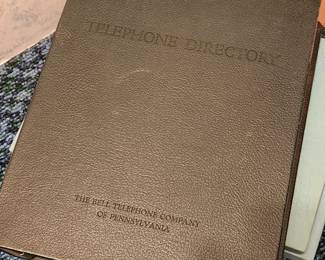 TELEPHONE DIRECTORY
THE BELL TELEPHONE COMPANY
OF PENNSYLVANIA